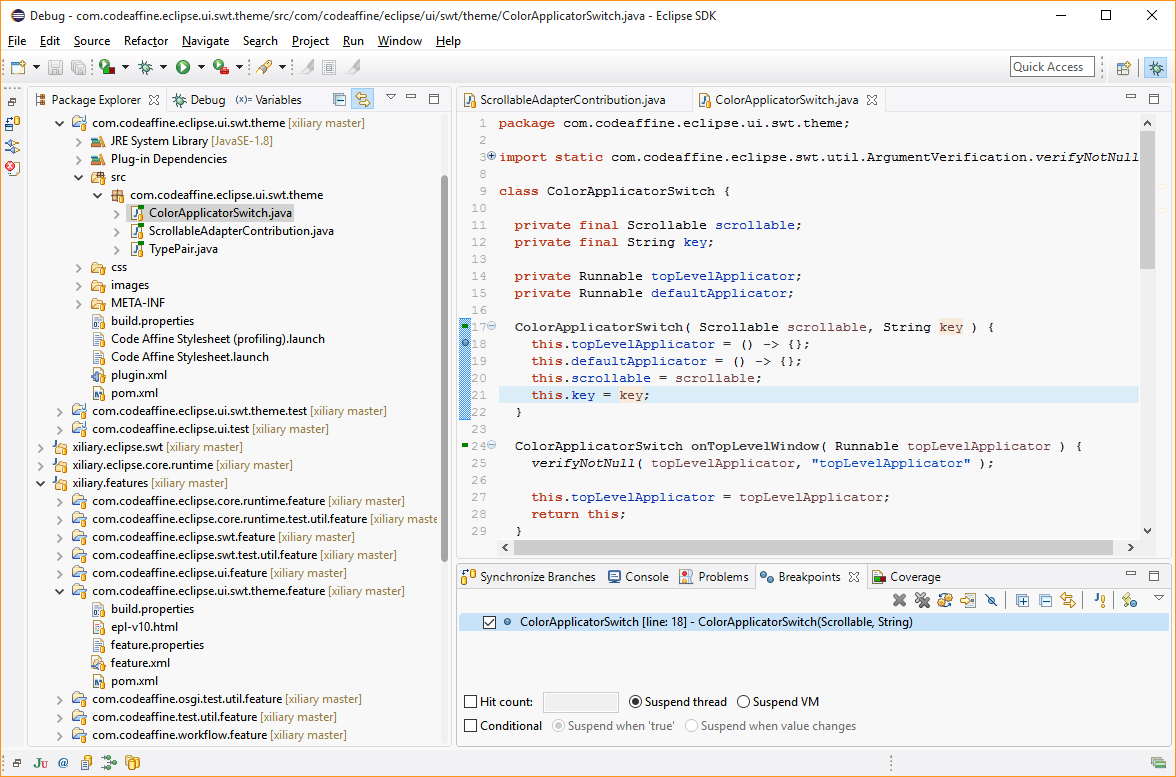 Debug - com.codeaffine.eclipse.ui.swt.theme/src/com/codeaffine/eclipse/ui/swt/theme/ColorApplicatorSwitch.java - Eclipse SDK
File Edit Source Refactor Navigate Search Project Run Window Help
Quick Access
Package Explorer Debug (x)= Variables
com.codeaffine.eclipse.ui.swt.theme [xiliary master]
JRE System Library [JavaSE-1.8]
Plug-in Dependencies
src
com.codeaffine.eclipse.ui.swt.theme
ColorApplicatorSwitch.java
ScrollableAdapterContribution.java
TypePair.java
css
images
META-INF
build.properties
Code Affine Stylesheet (profiling).launch
Code Affine Stylesheet.launch
plugin.xml
pom.xml
com.codeaffine.eclipse.ui.swt.theme.test [xiliary master]
com.codeaffine.eclipse.ui.test [xiliary master]
xiliary.eclipse.swt [xiliary master]
xiliary.eclipse.core.runtime [xiliary master]
xiliary.features [xiliary master]
com.codeaffine.eclipse.core.runtime.feature [xiliary master]
com.codeaffine.eclipse.core.runtime.test.util.feature [xiliary maste
com.codeaffine.eclipse.swt.feature [xiliary master]
com.codeaffine.eclipse.swt.test.util.feature [xiliary master]
com.codeaffine.eclipse.ui.feature [xiliary master]
com.codeaffine.eclipse.ui.swt.theme.feature [xiliary master]
build.properties
epl-v10.html
feature.properties
feature.xml
pom.xml
com.codeaffine.osgi.test.util.feature [xiliary master]
com.codeaffine.test.util.feature [xiliary master]
com.codeaffine.workflow.feature [xiliary master]
ScrollableAdapterContribution.java ColorApplicatorSwitch.java
1 package com.codeaffine.eclipse.ui.swt.theme;
2
3 import static com.codeaffine.eclipse.swt.util.ArgumentVerification.verifyNotNull
8
9 class ColorApplicatorSwitch {
10
11 private final Scrollable scrollable;
12 private final String key;
13
14 private Runnable topLevelApplicator;
15 private Runnable defaultApplicator;
16
17 ColorApplicatorSwitch( Scrollable scrollable, String key ) {
18 this.topLevelApplicator = () -> {};
19 this.defaultApplicator = () -> {};
20 this.scrollable = scrollable;
21 this.key = key;
22 }
23
24 ColorApplicatorSwitch onTopLevelWindow( Runnable topLevelApplicator ) {
25 verifyNotNull( topLevelApplicator, "topLevelApplicator" );
26
27 this.topLevelApplicator = topLevelApplicator;
28 return this;
29 }
Synchronize Branches Console Problems Breakpoints Coverage
ColorApplicatorSwitch [line: 18] - ColorApplicatorSwitch(Scrollable, String)
Hit count: Suspend thread Suspend VM
Conditional Suspend when 'true' Suspend when value changes
JU @